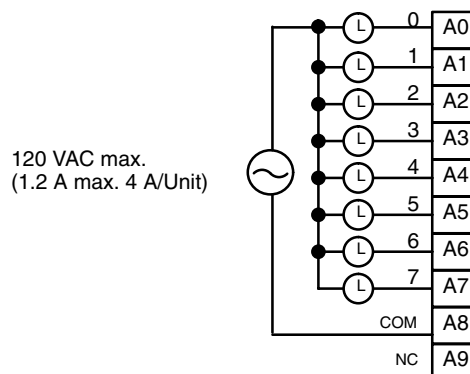 L 0 A0
L 1 A1
L 2 A2
L 3 A3
120 VAC max.
(1.2 A max. 4 A/Unit)
L 4 A4
L 5 A5
L 6 A6
L 7 A7
COM A8
NC A9